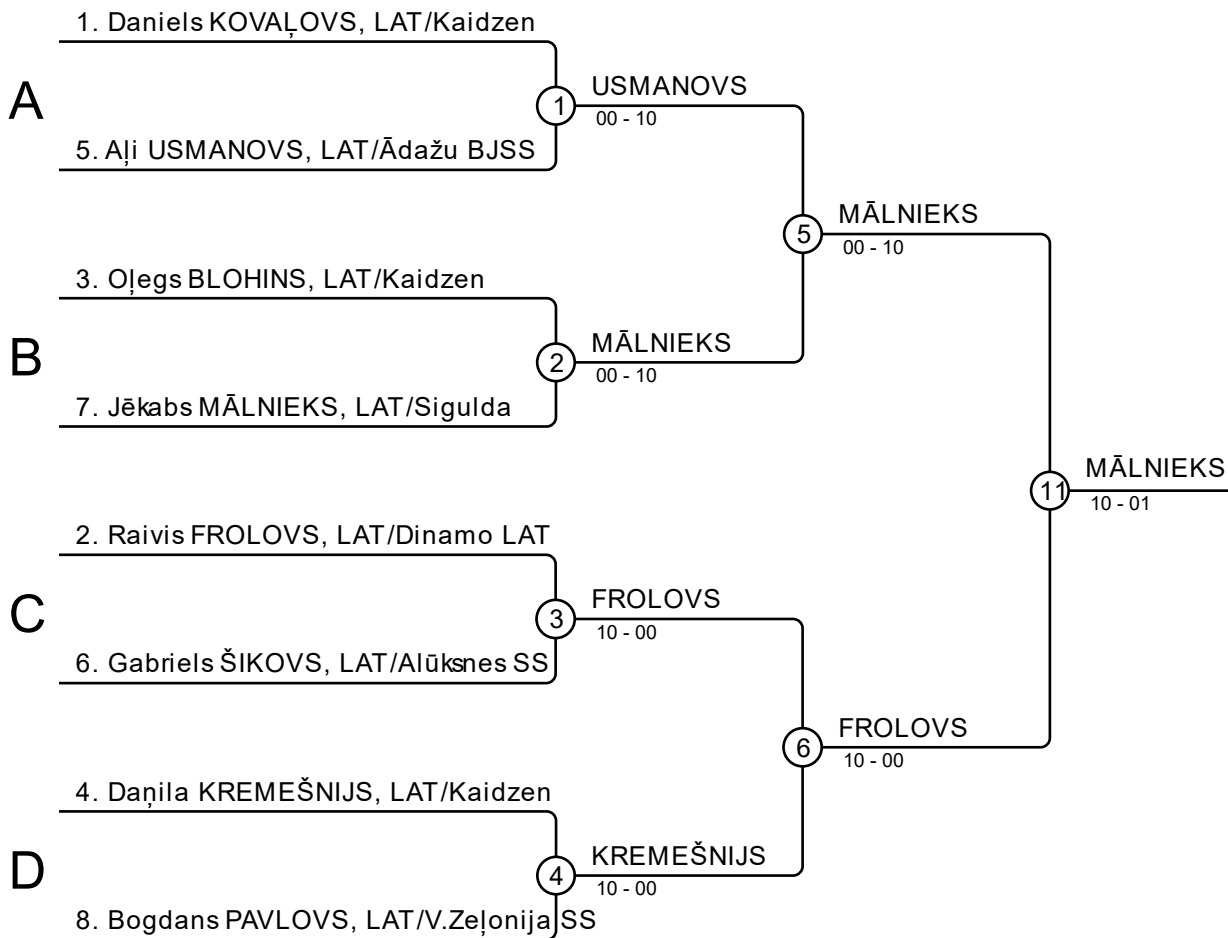 1. Daniels KOVAĻOVS, LAT/Kaidzen
A
1
USMANOVS
00 - 10
5. Aļi USMANOVS, LAT/Ādažu BJSS
5
MĀLNIEKS
00 - 10
3. Oļegs BLOHINS, LAT/Kaidzen
B
2
MĀLNIEKS
00 - 10
7. Jēkabs MĀLNIEKS, LAT/Sigulda
11
MĀLNIEKS
10 - 01
2. Raivis FROLOVS, LAT/Dinamo LAT
C
3
FROLOVS
10 - 00
6. Gabriels ŠIKOVS, LAT/Alūksnes SS
6
FROLOVS
10 - 00
4. Daņila KREMEŠNIJS, LAT/Kaidzen
D
4
KREMEŠNIJS
10 - 00
8. Bogdans PAVLOVS, LAT/V.Zeļonija SS